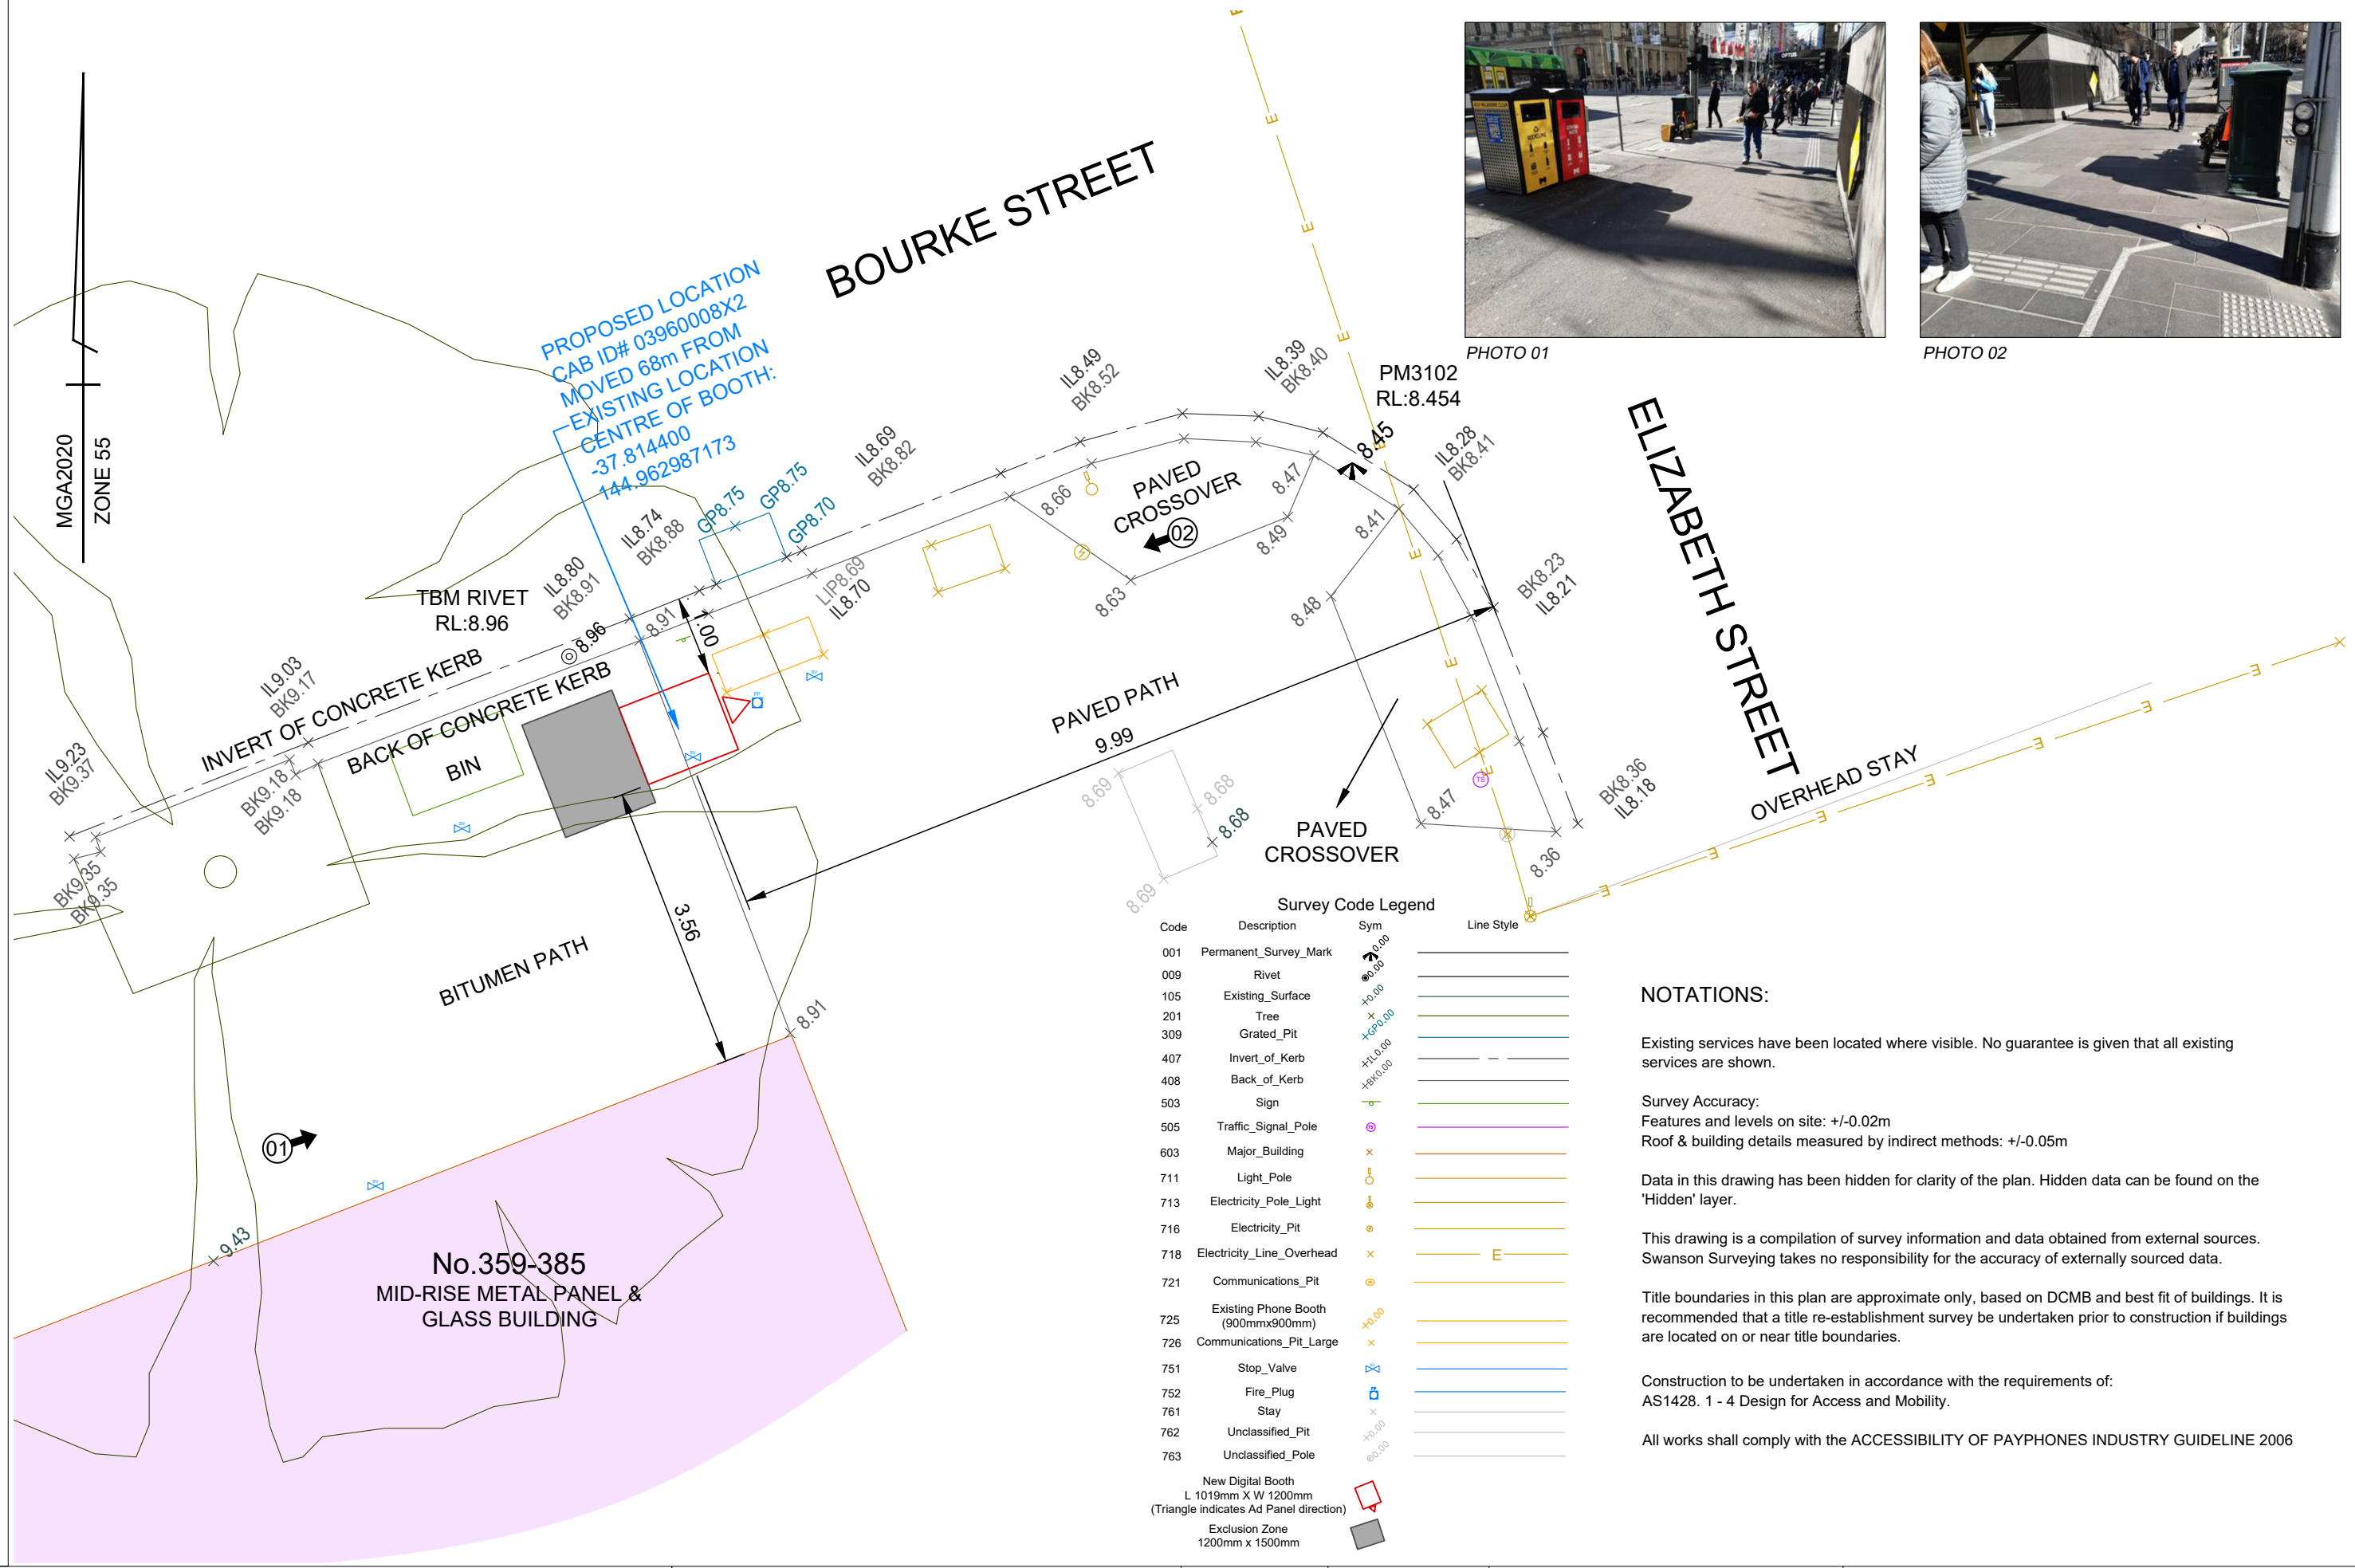 MGA2020
ZONE 55
BOURKE STREET
PROPOSED LOCATION
CAB ID# 03960008X2
MOVED 68m FROM
EXISTING LOCATION
CENTRE OF BOOTH:
-37.814400
144.962987173
PHOTO 01
PHOTO 02
IL8.49
BK8.52
IL8.39
BK8.40
PM3102
RL:8.454
8.45
IL8.28
BK8.41
ELIZABETH STREET
IL8.69
BK8.82
GP8.75
GP8.75
GP8.70
8.66
PAVED
CROSSOVER
02
8.47
8.49
8.41
8.63
8.48
IL8.74
BK8.88
LIP8.69
IL8.70
IL8.80
BK8.91
8.91
1.00
TBM RIVET
RL:8.96
8.96
BK8.23
IL8.21
IL9.03
BK9.17
INVERT OF CONCRETE KERB
BACK OF CONCRETE KERB
BIN
IL9.23
BK9.37
BK9.18
BK9.18
BK9.35
BK9.35
PAVED PATH
9.99
8.69
8.68
8.68
8.69
TS
8.47
BK8.36
IL8.18
8.36
PAVED
CROSSOVER
OVERHEAD STAY
E
E
E
E
E
E
E
E
E
E
E
E
E
E
3.56
BITUMEN PATH
8.91
01
9.43
No.359-385
MID-RISE METAL PANEL &
GLASS BUILDING
Survey Code Legend
Code Description Sym Line Style
001 Permanent_Survey_Mark 0.00
009 Rivet 0.00
105 Existing_Surface 0.00
201 Tree
309 Grated_Pit GP0.00
407 Invert_of_Kerb IL0.00
408 Back_of_Kerb BK0.00
503 Sign
505 Traffic_Signal_Pole
603 Major_Building
711 Light_Pole
713 Electricity_Pole_Light
716 Electricity_Pit
718 Electricity_Line_Overhead E
721 Communications_Pit
725 Existing Phone Booth
(900mmx900mm) 0.00
726 Communications_Pit_Large
751 Stop_Valve
752 Fire_Plug
761 Stay
762 Unclassified_Pit 0.00
763 Unclassified_Pole 0.00
New Digital Booth
L 1019mm X W 1200mm
(Triangle indicates Ad Panel direction)
Exclusion Zone
1200mm x 1500mm
NOTATIONS:
Existing services have been located where visible. No guarantee is given that all existing
services are shown.
Survey Accuracy:
Features and levels on site: +/-0.02m
Roof & building details measured by indirect methods: +/-0.05m
Data in this drawing has been hidden for clarity of the plan. Hidden data can be found on the
'Hidden' layer.
This drawing is a compilation of survey information and data obtained from external sources.
Swanson Surveying takes no responsibility for the accuracy of externally sourced data.
Title boundaries in this plan are approximate only, based on DCMB and best fit of buildings. It is
recommended that a title re-establishment survey be undertaken prior to construction if buildings
are located on or near title boundaries.
Construction to be undertaken in accordance with the requirements of:
AS1428. 1 - 4 Design for Access and Mobility.
All works shall comply with the ACCESSIBILITY OF PAYPHONES INDUSTRY GUIDELINE 2006